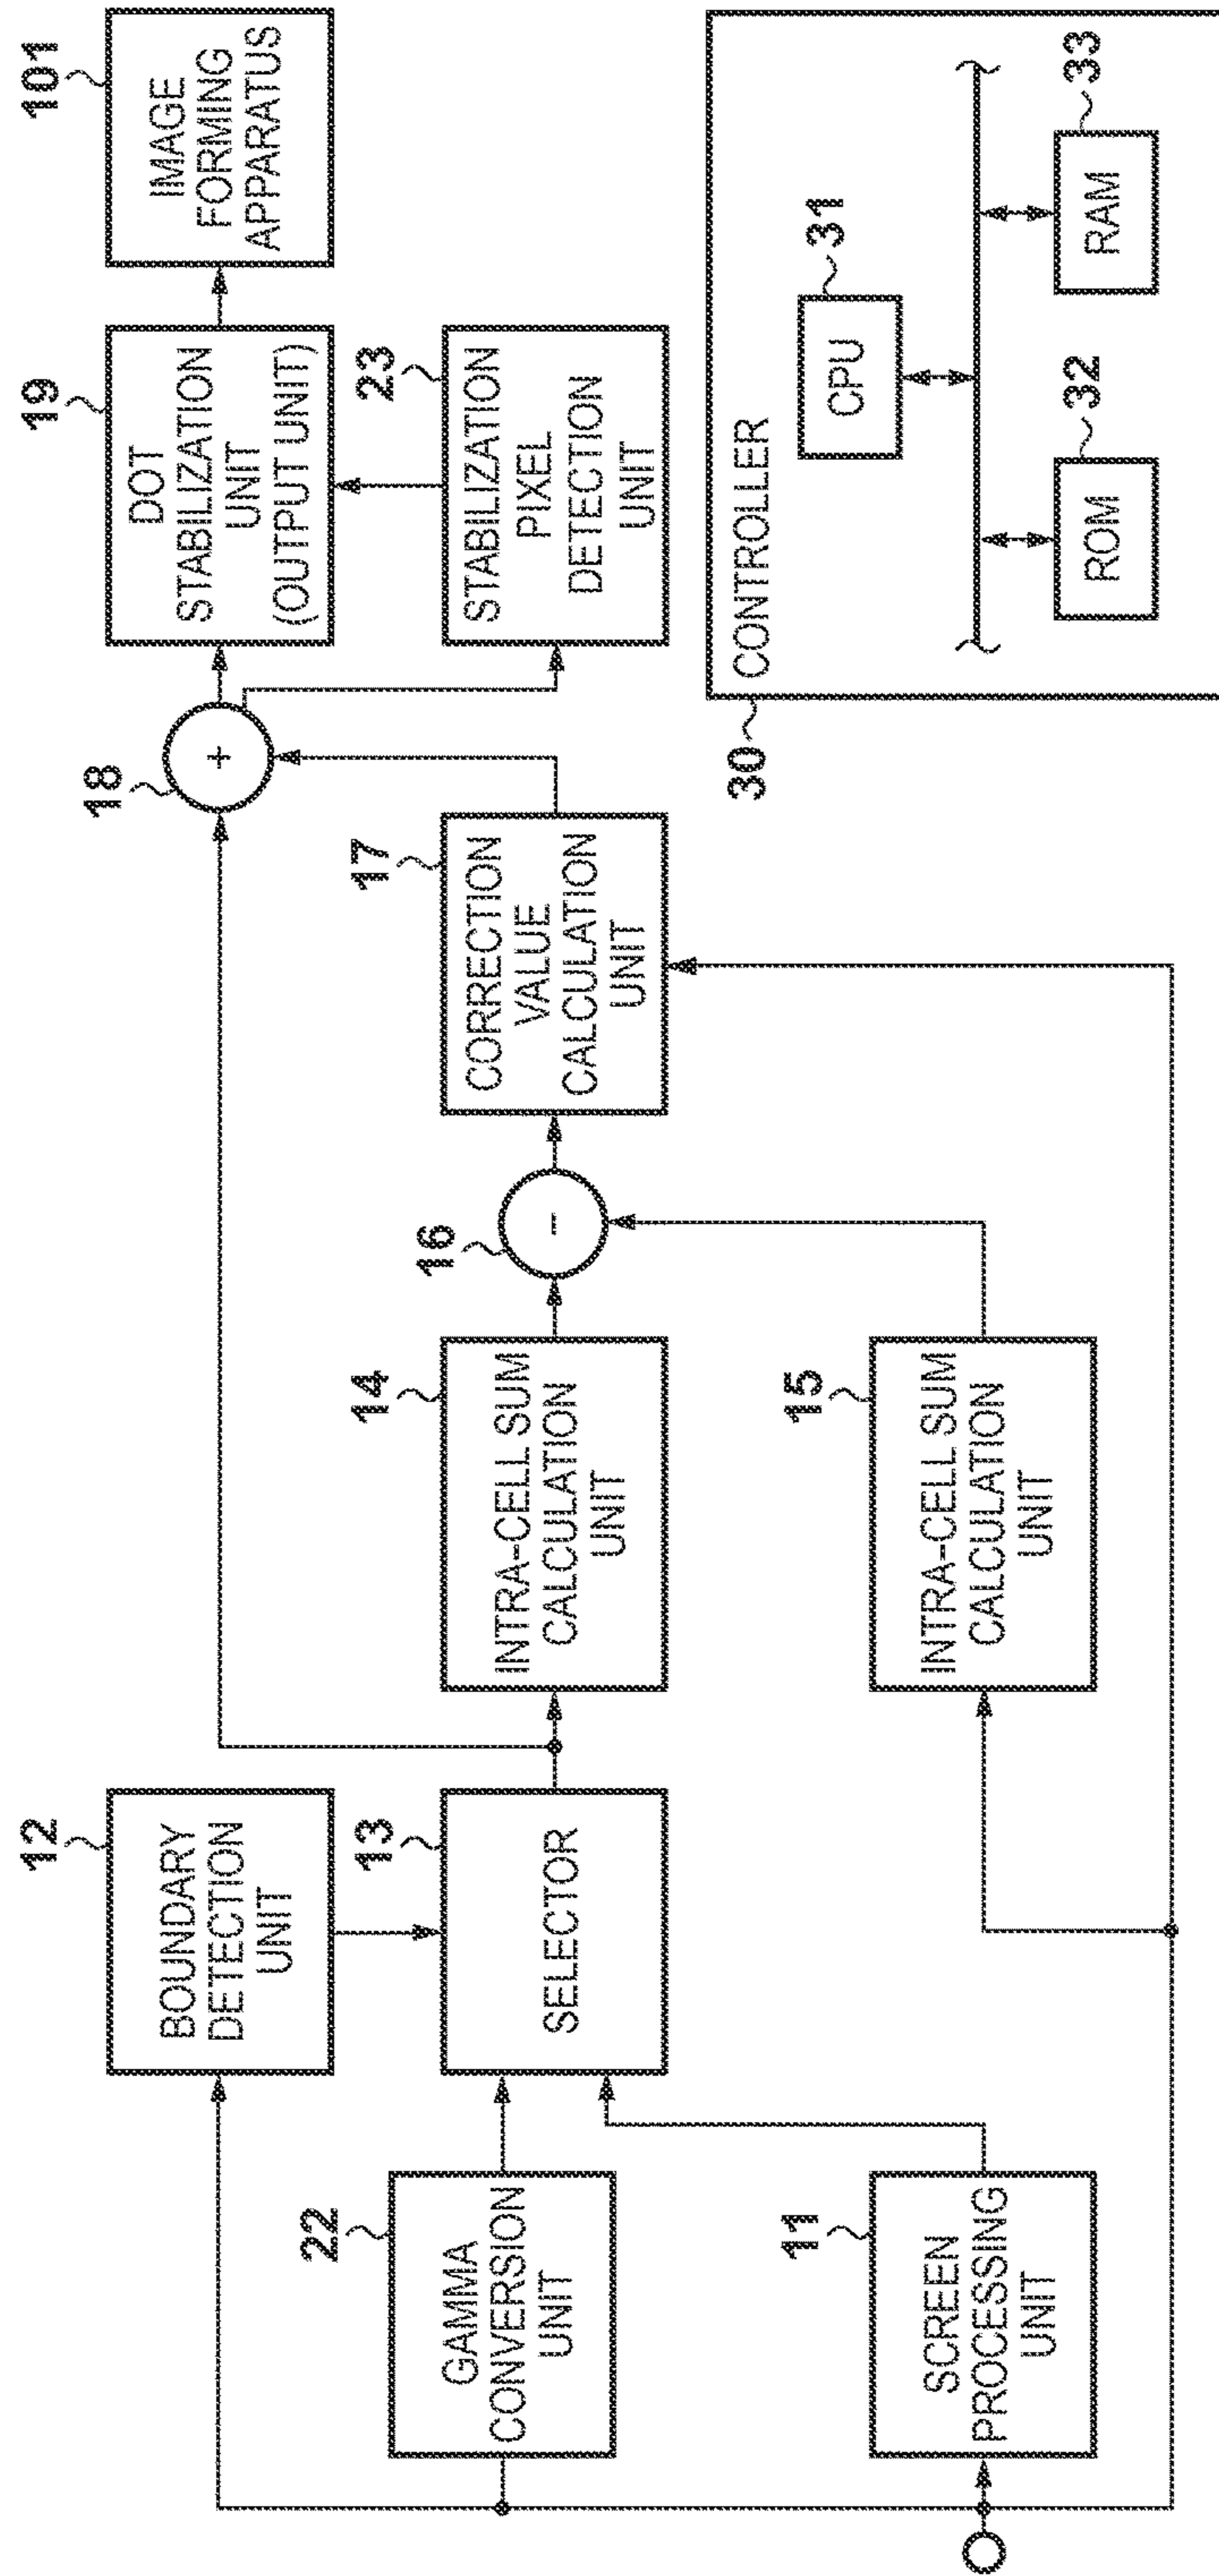 101
IMAGE
FORMING
APPARATUS
19
DOT
STABILIZATION
UNIT
(OUTPUT UNIT)
23
STABILIZATION
PIXEL
DETECTION
UNIT
18
+
17
CORRECTION
VALUE
CALCULATION
UNIT
16
-
14
INTRA-CELL SUM
CALCULATION
UNIT
15
INTRA-CELL SUM
CALCULATION
UNIT
12
BOUNDARY
DETECTION
UNIT
13
SELECTOR
22
GAMMA
CONVERSION
UNIT
11
SCREEN
PROCESSING
UNIT
30
CONTROLLER
31
CPU
32
ROM
33
RAM